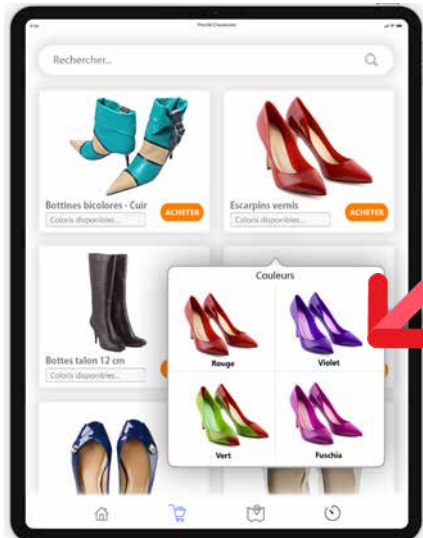 Rechercher...
Bottines bicolores - Cuir
Coloris disponibles...
ACHETER
Escarpins vernis
Coloris disponibles...
ACHETER
Couleurs
Rouge
Violet
Bottes talon 12 cm
Coloris disponibles...
Vert
Fuschia